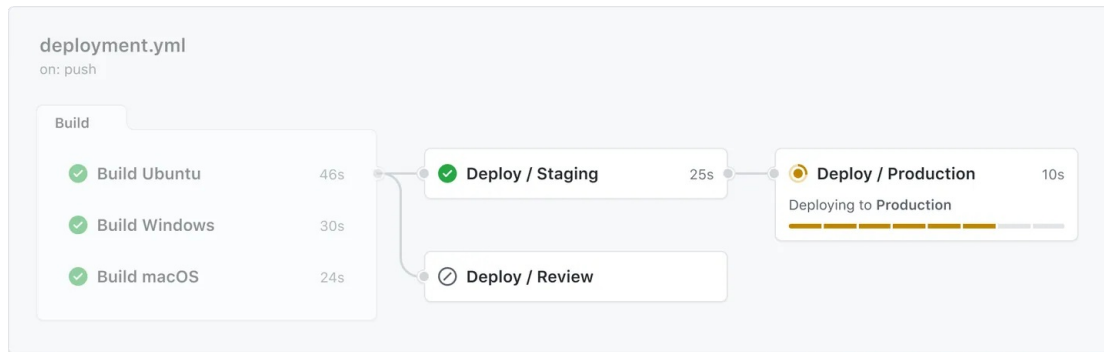 deployment.yml
on: push
Build
Build Ubuntu 46s
Build Windows 30s
Build macOS 24s
Deploy / Staging 25s
Deploy / Review
Deploy / Production 10s
Deploying to Production